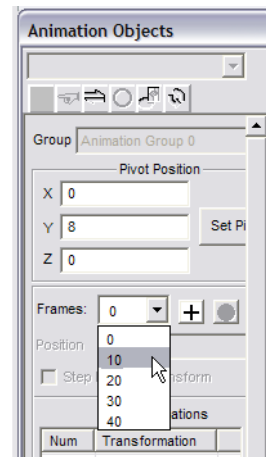 Animation Objects
Group Animation Group 0
Pivot Position
X 0
Y 8 Set Pi
Z 0
Frames: 0
Position
0
10
Step sform
20
30
40 ations
Num Transformation